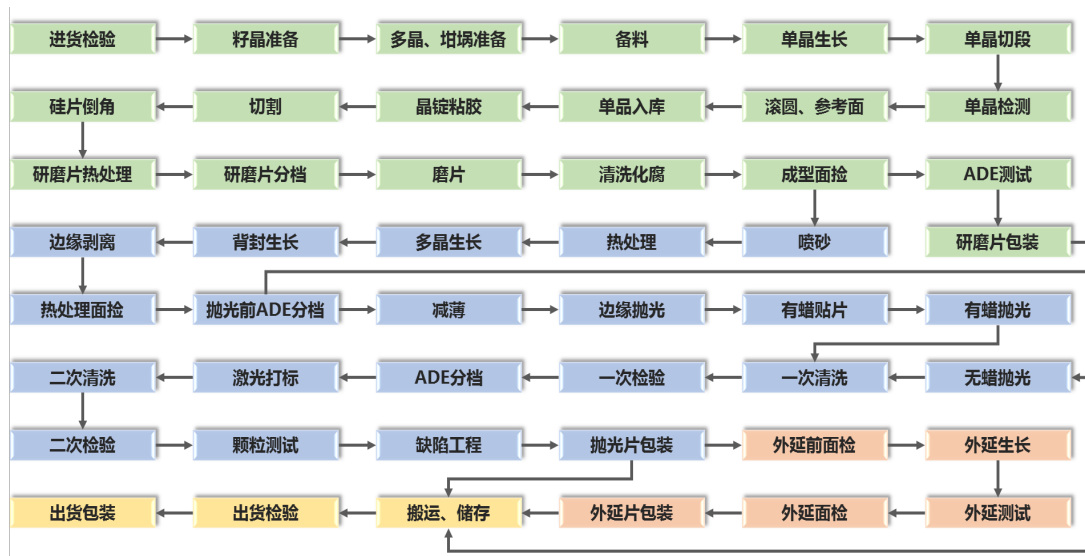 进货检验
籽晶准备
多晶、坩埚准备
备料
单晶生长
单晶切段
硅片倒角
切割
晶锭粘胶
单品入库
滚圆、参考面
单晶检测
研磨片热处理
研磨片分档
磨片
清洗化腐
成型面捡
ADE测试
边缘剥离
背封生长
多晶生长
热处理
喷砂
研磨片包装
热处理面捡
抛光前ADE分档
减薄
边缘抛光
有蜡贴片
有蜡抛光
二次清洗
激光打标
ADE分档
一次检验
一次清洗
无蜡抛光
二次检验
颗粒测试
缺陷工程
抛光片包装
外延前面检
外延生长
出货包装
出货检验
搬运、储存
外延片包装
外延面检
外延测试